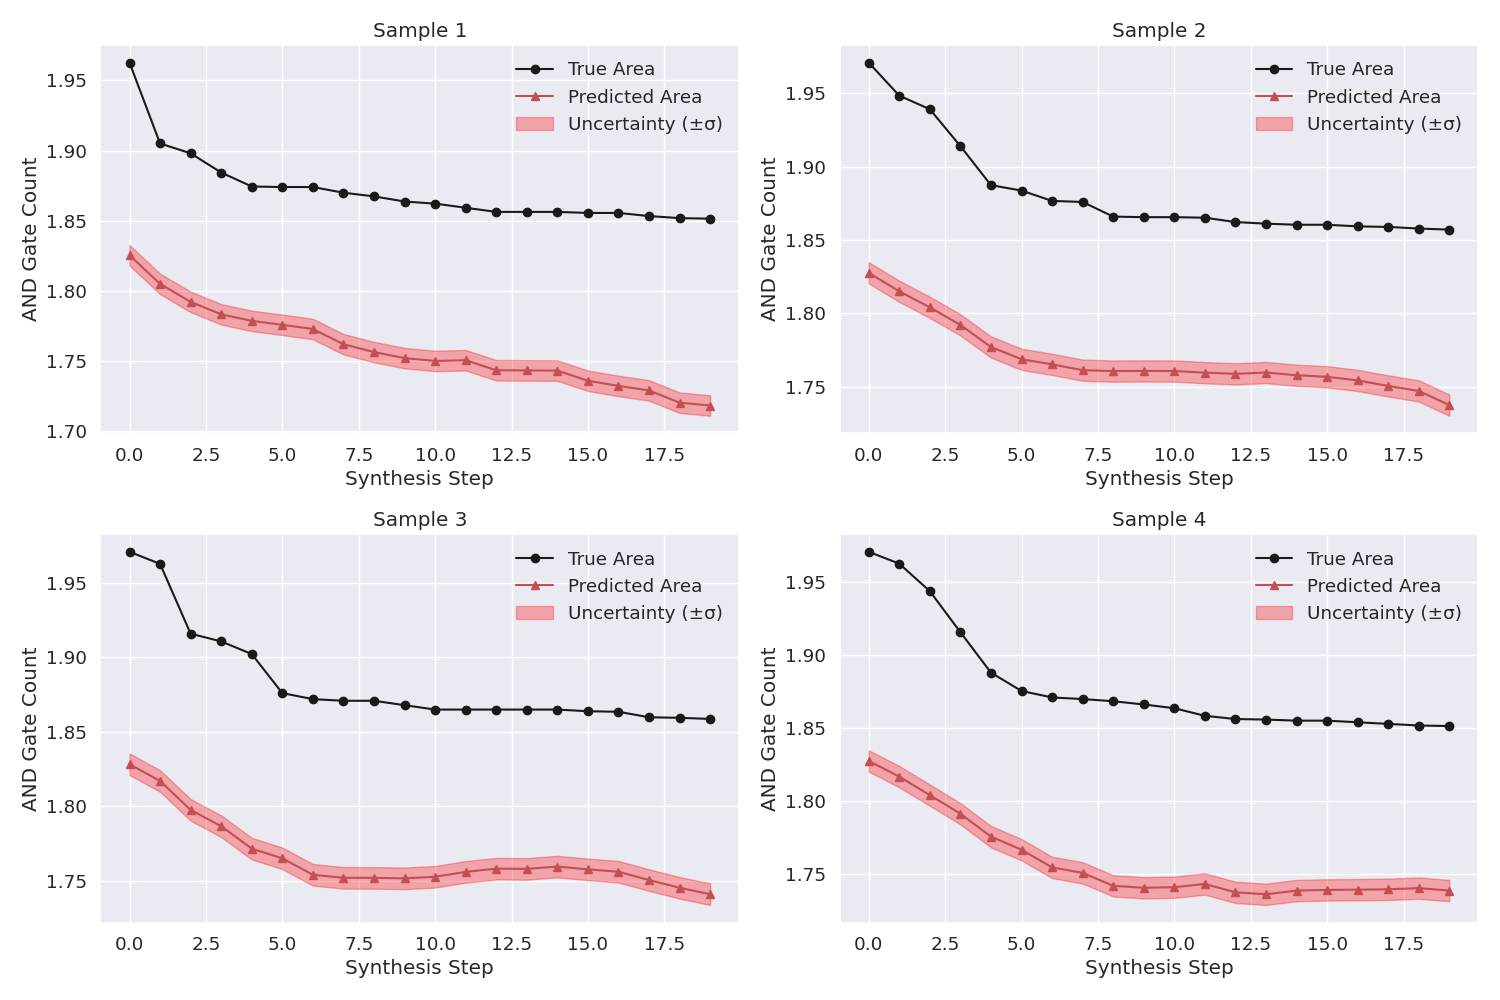 Sample 1
AND Gate Count
1.95
1.90
1.85
1.80
1.75
1.70
True Area
Predicted Area
Uncertainty (±σ)
0.0 2.5 5.0 7.5 10.0 12.5 15.0 17.5
Synthesis Step
Sample 2
AND Gate Count
1.95
1.90
1.85
1.80
1.75
True Area
Predicted Area
Uncertainty (±σ)
0.0 2.5 5.0 7.5 10.0 12.5 15.0 17.5
Synthesis Step
Sample 3
AND Gate Count
1.95
1.90
1.85
1.80
1.75
True Area
Predicted Area
Uncertainty (±σ)
0.0 2.5 5.0 7.5 10.0 12.5 15.0 17.5
Synthesis Step
Sample 4
AND Gate Count
1.95
1.90
1.85
1.80
1.75
True Area
Predicted Area
Uncertainty (±σ)
0.0 2.5 5.0 7.5 10.0 12.5 15.0 17.5
Synthesis Step